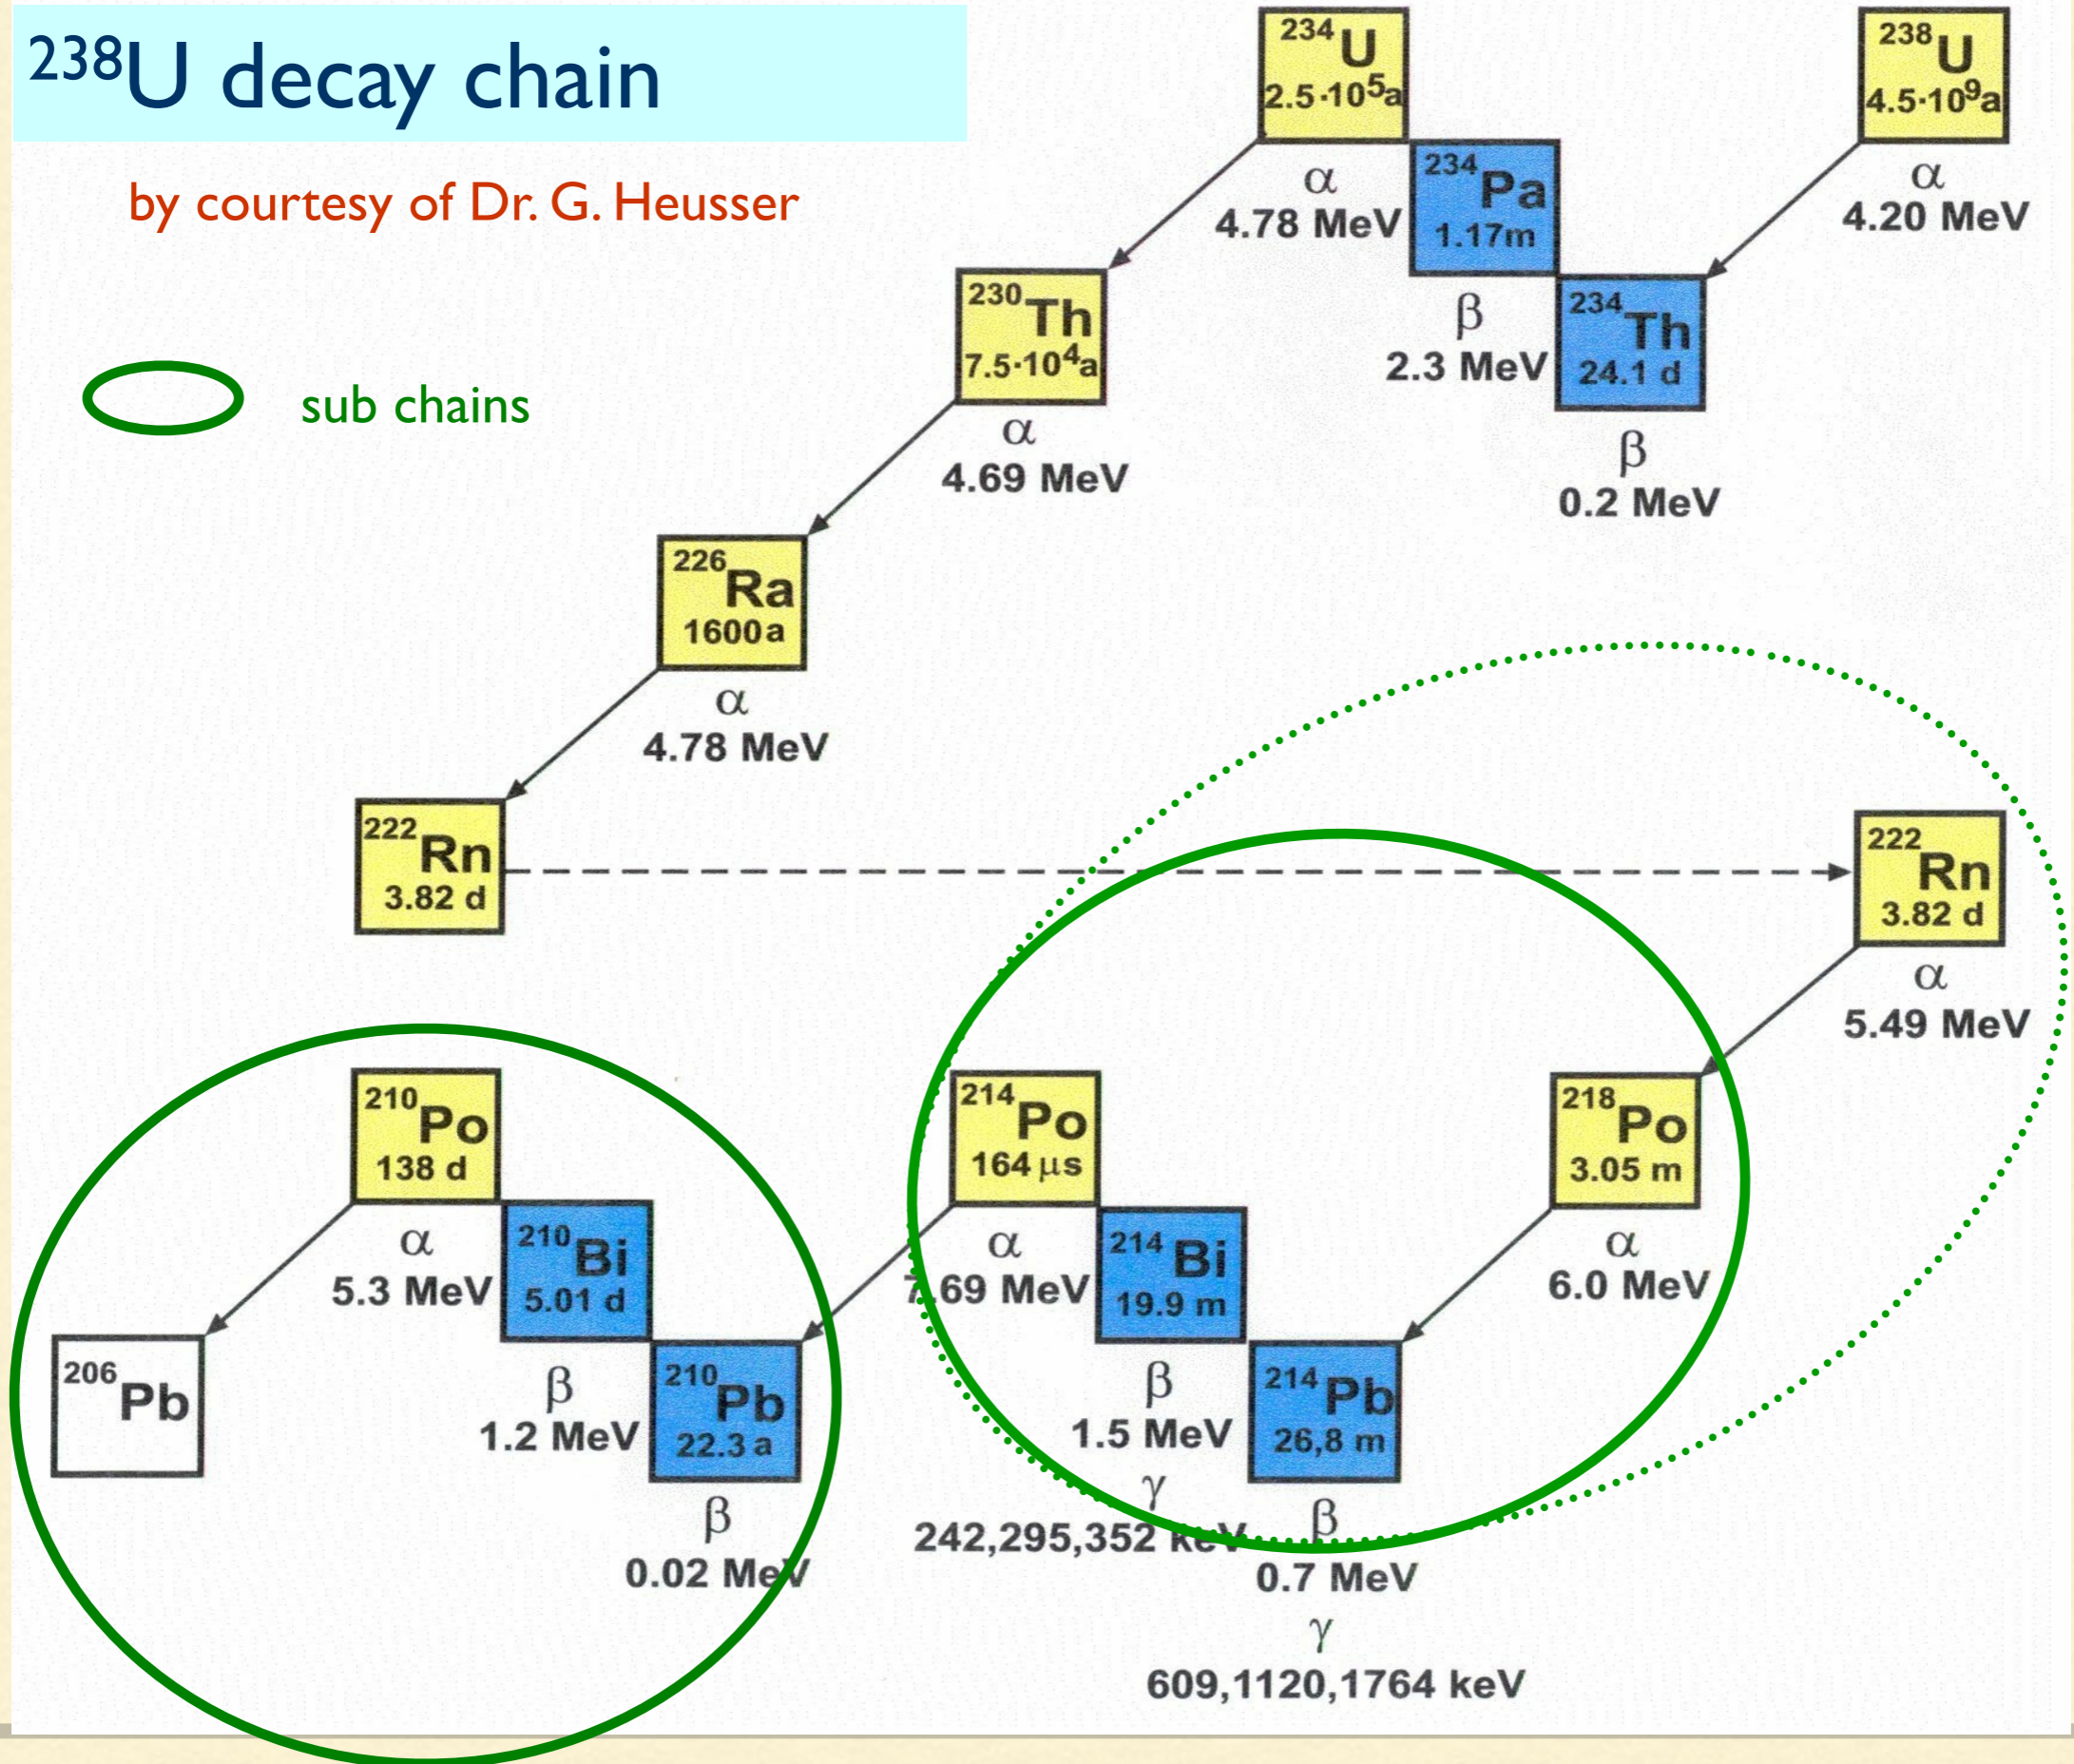 ²³⁸U decay chain
by courtesy of Dr. G. Heusser
sub chains
²³⁴U
2.5·10⁵a
α
4.78 MeV
²³⁸U
4.5·10⁹a
α
4.20 MeV
²³⁴Pa
1.17m
β
2.3 MeV
²³⁴Th
24.1 d
β
0.2 MeV
²³⁰Th
7.5·10⁴a
α
4.69 MeV
²²⁶Ra
1600a
α
4.78 MeV
²²²Rn
3.82 d
²²²Rn
3.82 d
α
5.49 MeV
²¹⁰Po
138 d
α
5.3 MeV
²¹⁰Bi
5.01 d
β
1.2 MeV
²¹⁰Pb
22.3 a
β
0.02 MeV
²⁰⁶Pb
²¹⁴Po
164 μs
α
7.69 MeV
²¹⁴Bi
19.9 m
β
1.5 MeV
γ
242,295,352 keV
²¹⁴Pb
26,8 m
β
0.7 MeV
γ
609,1120,1764 keV
²¹⁸Po
3.05 m
α
6.0 MeV